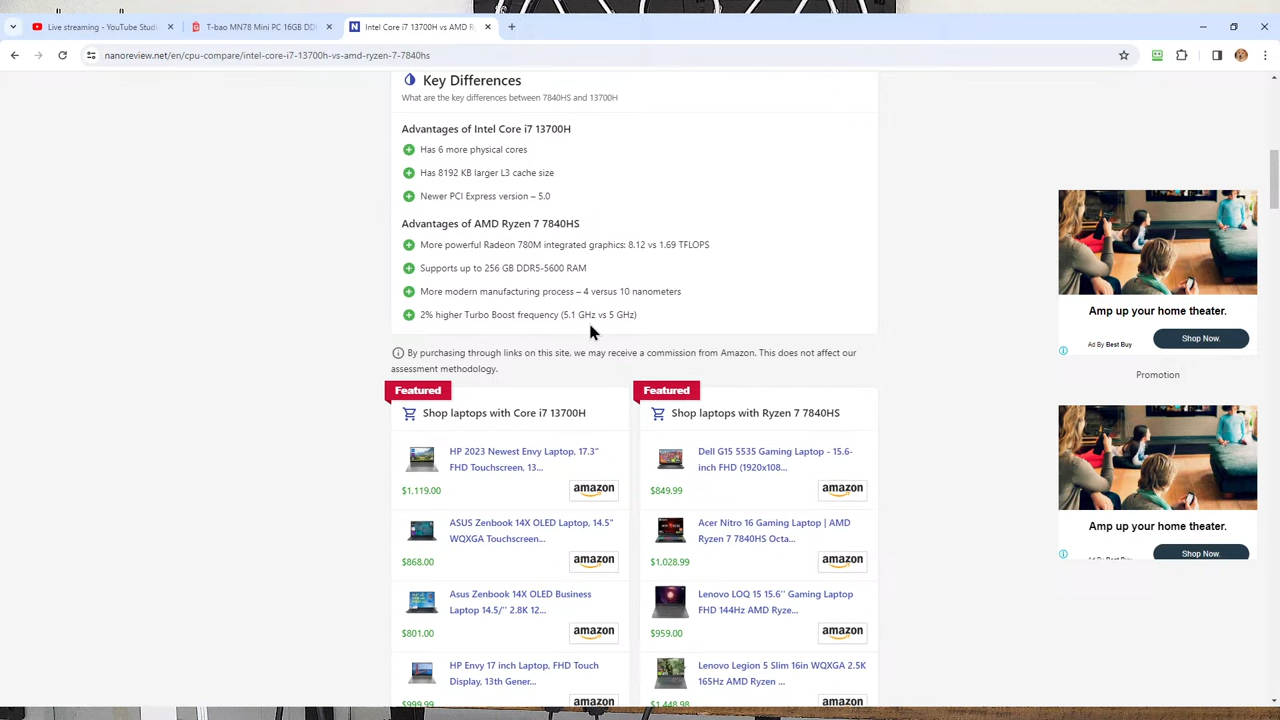 Live streaming - YouTube Studi
T-bao MN78 Mini PC 16GB DD
Intel Core i7 13700H vs AMD R
nanoreview.net/en/cpu-compare/intel-core-i7-13700h-vs-amd-ryzen-7-7840hs
Key Differences
What are the key differences between 7840HS and 13700H
Advantages of Intel Core i7 13700H
Has 6 more physical cores
Has 8192 KB larger L3 cache size
Newer PCI Express version – 5.0
Advantages of AMD Ryzen 7 7840HS
More powerful Radeon 780M integrated graphics: 8.12 vs 1.69 TFLOPS
Supports up to 256 GB DDR5-5600 RAM
More modern manufacturing process – 4 versus 10 nanometers
2% higher Turbo Boost frequency (5.1 GHz vs 5 GHz)
By purchasing through links on this site, we may receive a commission from Amazon. This does not affect our
assessment methodology.
Featured
Shop laptops with Core i7 13700H
HP 2023 Newest Envy Laptop, 17.3"
FHD Touchscreen, 13...
$1,119.00
amazon
ASUS Zenbook 14X OLED Laptop, 14.5"
WQXGA Touchscreen...
$868.00
amazon
Asus Zenbook 14X OLED Business
Laptop 14.5/'' 2.8K 12...
$801.00
amazon
HP Envy 17 inch Laptop, FHD Touch
Display, 13th Gener...
$999.99
amazon
Featured
Shop laptops with Ryzen 7 7840HS
Dell G15 5535 Gaming Laptop - 15.6-
inch FHD (1920x108...
$849.99
amazon
Acer Nitro 16 Gaming Laptop | AMD
Ryzen 7 7840HS Octa...
$1,028.99
amazon
Lenovo LOQ 15 15.6'' Gaming Laptop
FHD 144Hz AMD Ryze...
$959.00
amazon
Lenovo Legion 5 Slim 16in WQXGA 2.5K
165Hz AMD Ryzen ...
$1,448.98
amazon
Amp up your home theater.
Ad By Best Buy
Shop Now.
Promotion
Amp up your home theater.
Ad By Best Buy
Shop Now.